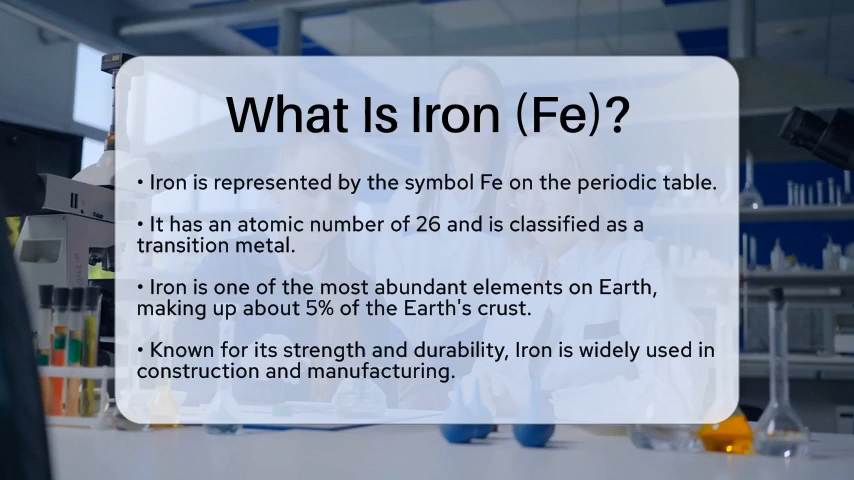 What Is Iron (Fe)?
• Iron is represented by the symbol Fe on the periodic table.
• It has an atomic number of 26 and is classified as a
transition metal.
• Iron is one of the most abundant elements on Earth,
making up about 5% of the Earth's crust.
• Known for its strength and durability, Iron is widely used in
construction and manufacturing.